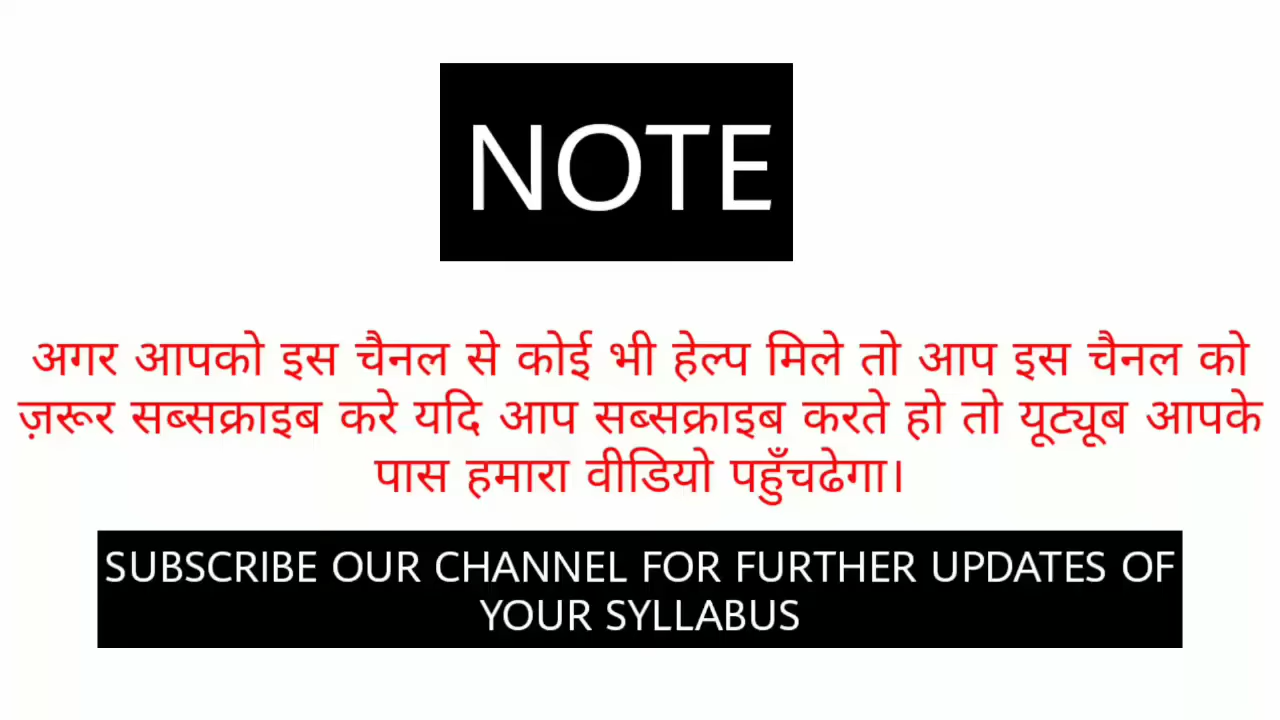 NOTE
अगर आपको इस चैनल से कोई भी हेल्प मिले तो आप इस चैनल को
ज़रूर सब्सक्राइब करे यदि आप सब्सक्राइब करते हो तो यूट्यूब आपके
पास हमारा वीडियो पहुँचढेगा।
SUBSCRIBE OUR CHANNEL FOR FURTHER UPDATES OF
YOUR SYLLABUS